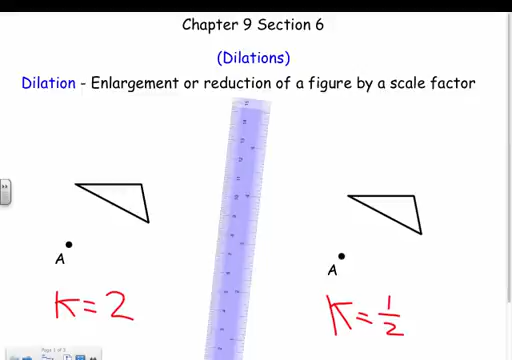 Chapter 9 Section 6
(Dilations)
Dilation - Enlargement or reduction of a figure by a scale factor
A
A
K = 2
K = 1/2